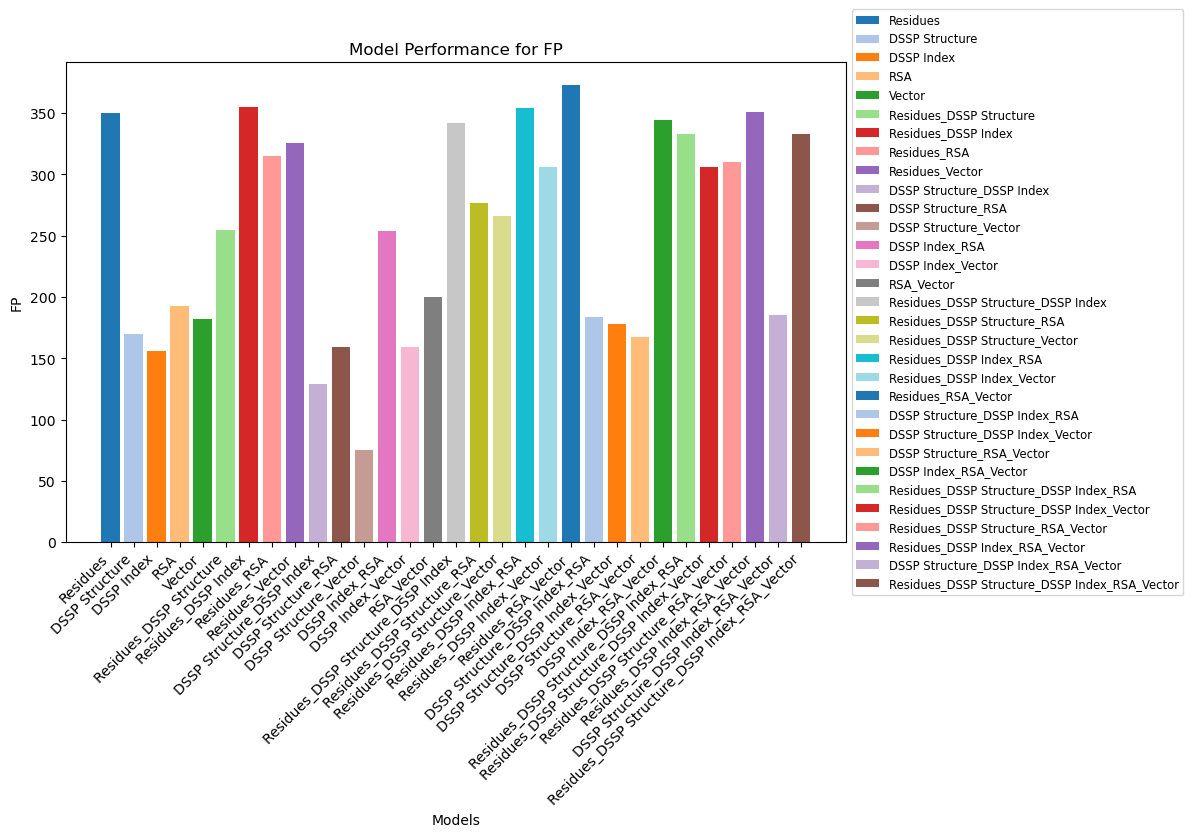 Model Performance for FP
FP
350
300
250
200
150
100
50
0
Residues
DSSP Structure
DSSP Index
RSA
Vector
Residues_DSSP Structure
Residues_DSSP Index
Residues_RSA
Residues_Vector
DSSP Structure_DSSP Index
DSSP Structure_RSA
DSSP Structure_Vector
DSSP Index_RSA
DSSP Index_Vector
RSA_Vector
Residues_DSSP Structure_DSSP Index
Residues_DSSP Structure_RSA
Residues_DSSP Structure_Vector
Residues_DSSP Index_RSA
Residues_DSSP Index_Vector
Residues_RSA_Vector
DSSP Structure_DSSP Index_RSA
DSSP Structure_DSSP Index_Vector
DSSP Structure_RSA_Vector
DSSP Index_RSA_Vector
Residues_DSSP Structure_DSSP Index_RSA
Residues_DSSP Structure_DSSP Index_Vector
Residues_DSSP Structure_RSA_Vector
Residues_DSSP Index_RSA_Vector
DSSP Structure_DSSP Index_RSA_Vector
Residues_DSSP Structure_DSSP Index_RSA_Vector
Models
Residues
DSSP Structure
DSSP Index
RSA
Vector
Residues_DSSP Structure
Residues_DSSP Index
Residues_RSA
Residues_Vector
DSSP Structure_DSSP Index
DSSP Structure_RSA
DSSP Structure_Vector
DSSP Index_RSA
DSSP Index_Vector
RSA_Vector
Residues_DSSP Structure_DSSP Index
Residues_DSSP Structure_RSA
Residues_DSSP Structure_Vector
Residues_DSSP Index_RSA
Residues_DSSP Index_Vector
Residues_RSA_Vector
DSSP Structure_DSSP Index_RSA
DSSP Structure_DSSP Index_Vector
DSSP Structure_RSA_Vector
DSSP Index_RSA_Vector
Residues_DSSP Structure_DSSP Index_RSA
Residues_DSSP Structure_DSSP Index_Vector
Residues_DSSP Structure_RSA_Vector
Residues_DSSP Index_RSA_Vector
DSSP Structure_DSSP Index_RSA_Vector
Residues_DSSP Structure_DSSP Index_RSA_Vector